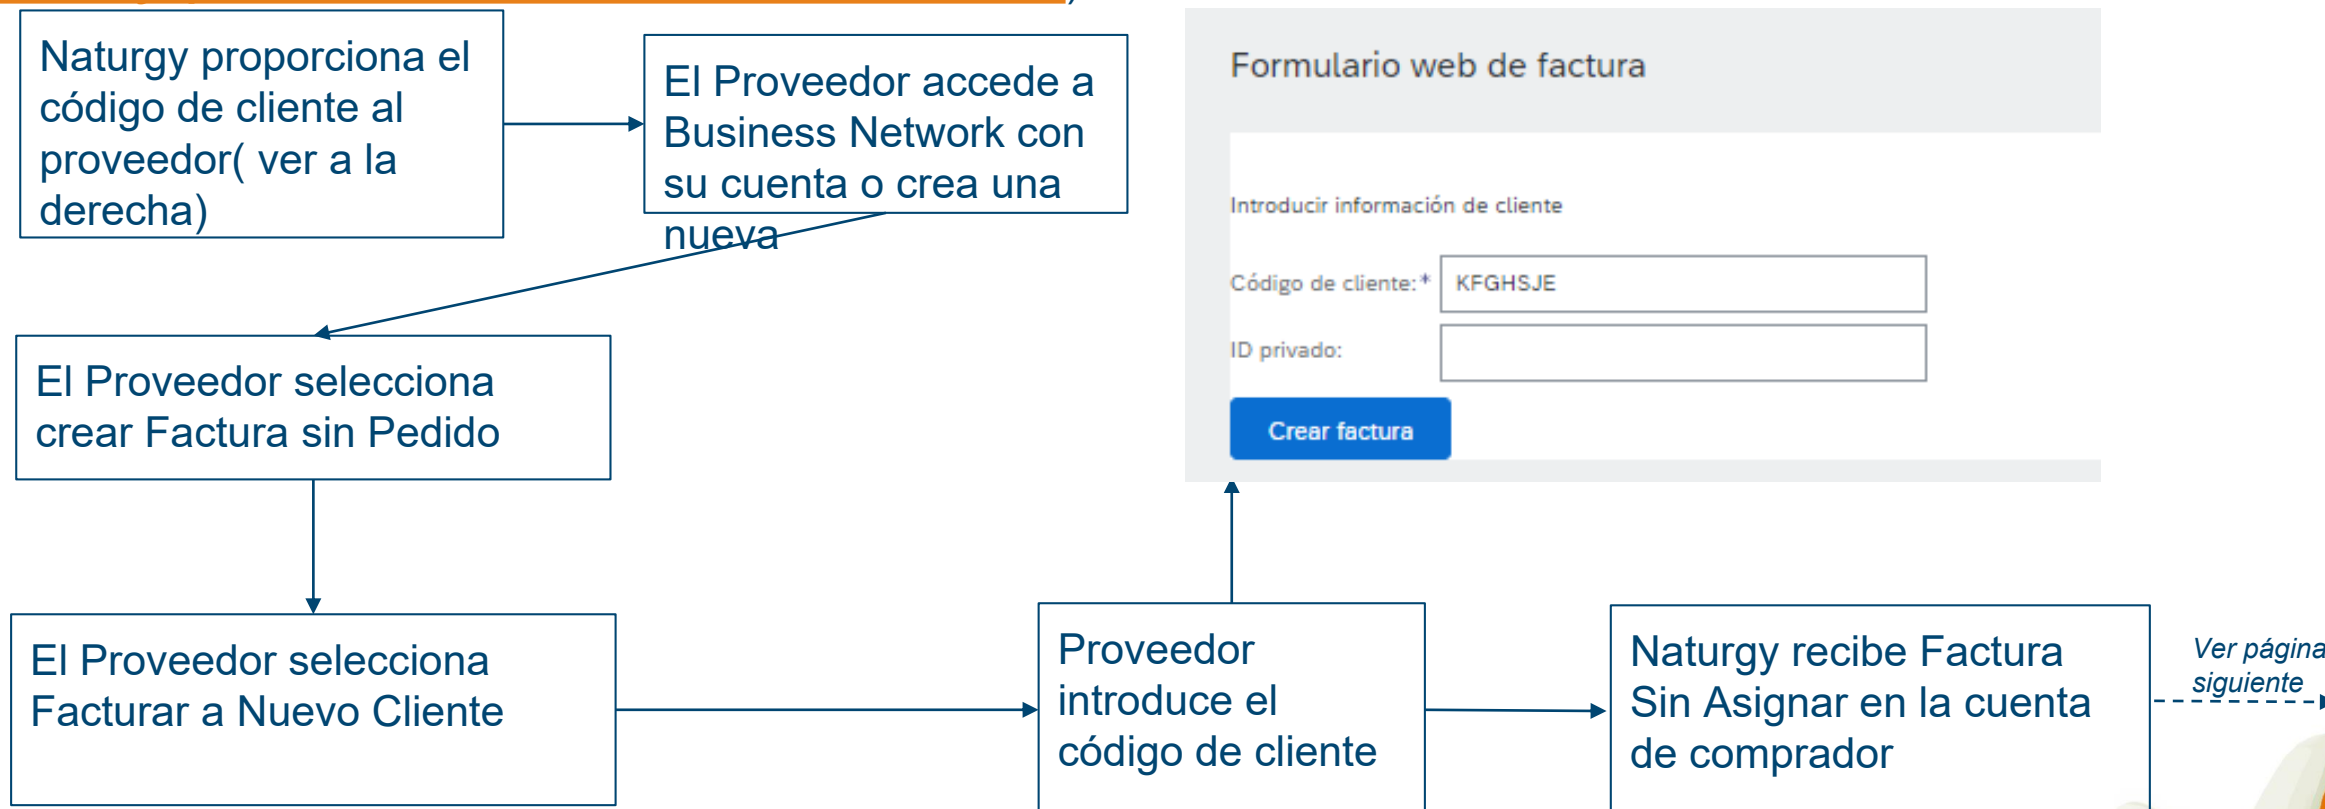 Naturgy proporciona el
código de cliente al
proveedor( ver a la
derecha)
El Proveedor accede a
Business Network con
su cuenta o crea una
nueva
Formulario web de factura
Introducir información de cliente
Código de cliente:* KFGHSJE
ID privado:
Crear factura
El Proveedor selecciona
crear Factura sin Pedido
El Proveedor selecciona
Facturar a Nuevo Cliente
Proveedor
introduce el
código de cliente
Naturgy recibe Factura
Sin Asignar en la cuenta
de comprador
Ver página
siguiente